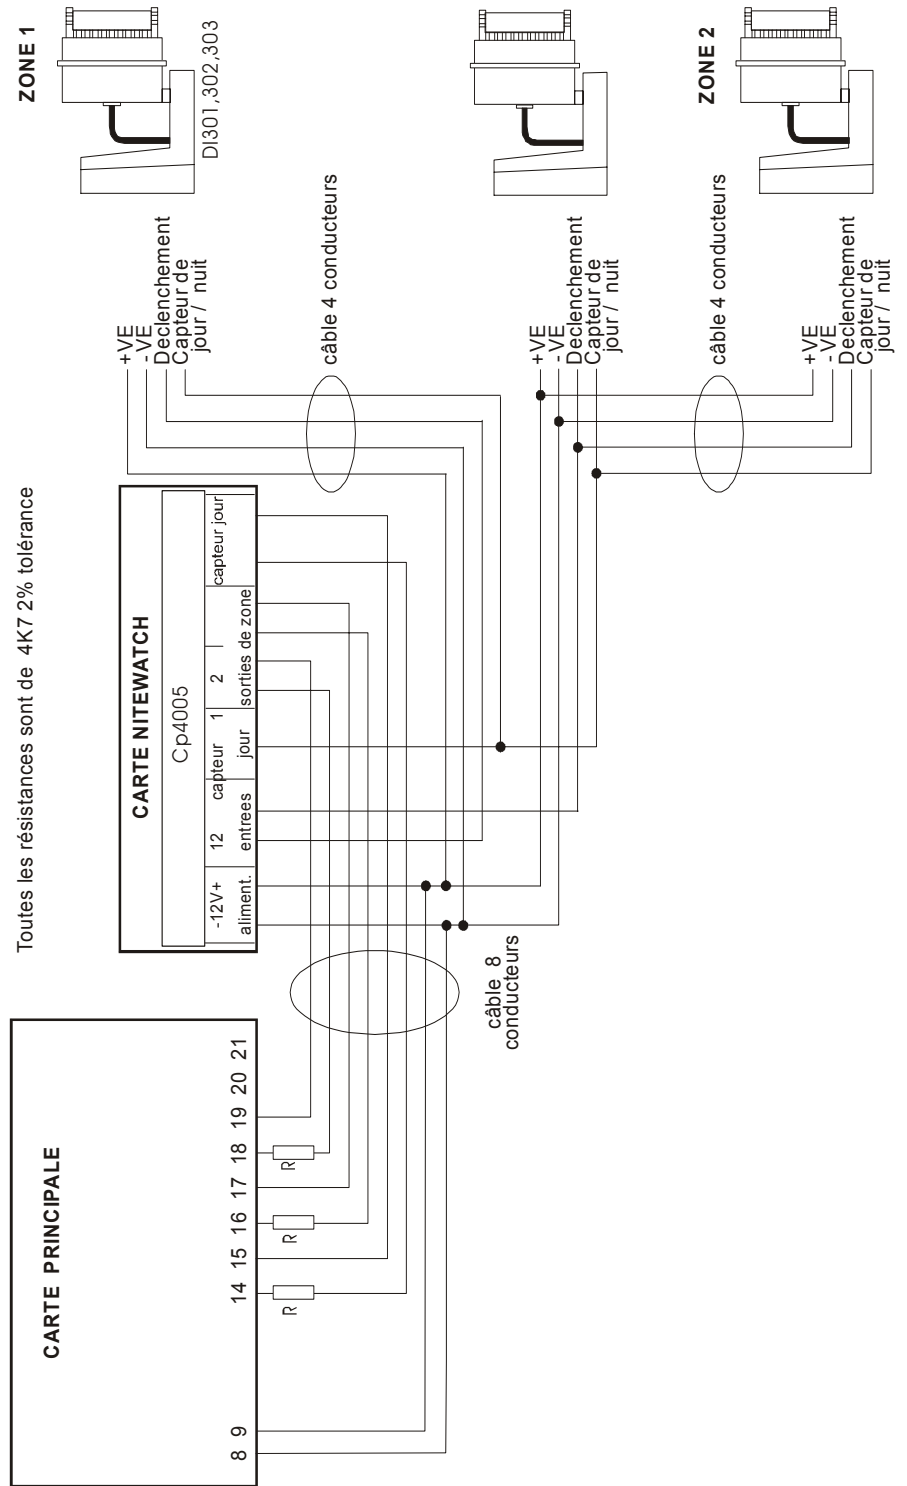 Toutes les résistances sont de 4K7 2% tolérance
CARTE PRINCIPALE
8 9 14 15 16 17 18 19 20 21
R
R
R
câble 8
conducteurs
CARTE NITEWATCH
Cp4005
-12V+
aliment.
12
entrees
capteur
jour
1 2
sorties de zone
capteur jour
+VE
-VE
Declenchement
Capteur de
jour / nuit
câble 4 conducteurs
ZONE 1
DI301,302,303
+VE
-VE
Declenchement
Capteur de
jour / nuit
câble 4 conducteurs
ZONE 2
+VE
-VE
Declenchement
Capteur de
jour / nuit